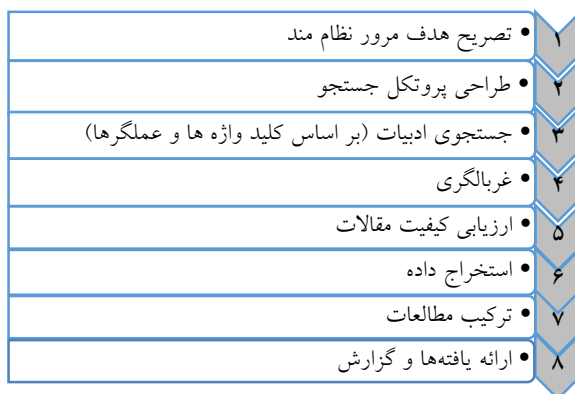 ۱ • تصریح هدف مرور نظام مند
۲ • طراحی پروتکل جستجو
۳ • جستجوی ادبیات (بر اساس کلید واژه ها و عملگرها)
۴ • غربالگری
۵ • ارزیابی کیفیت مقالات
۶ • استخراج داده
۷ • ترکیب مطالعات
۸ • ارائه یافته‌ها و گزارش